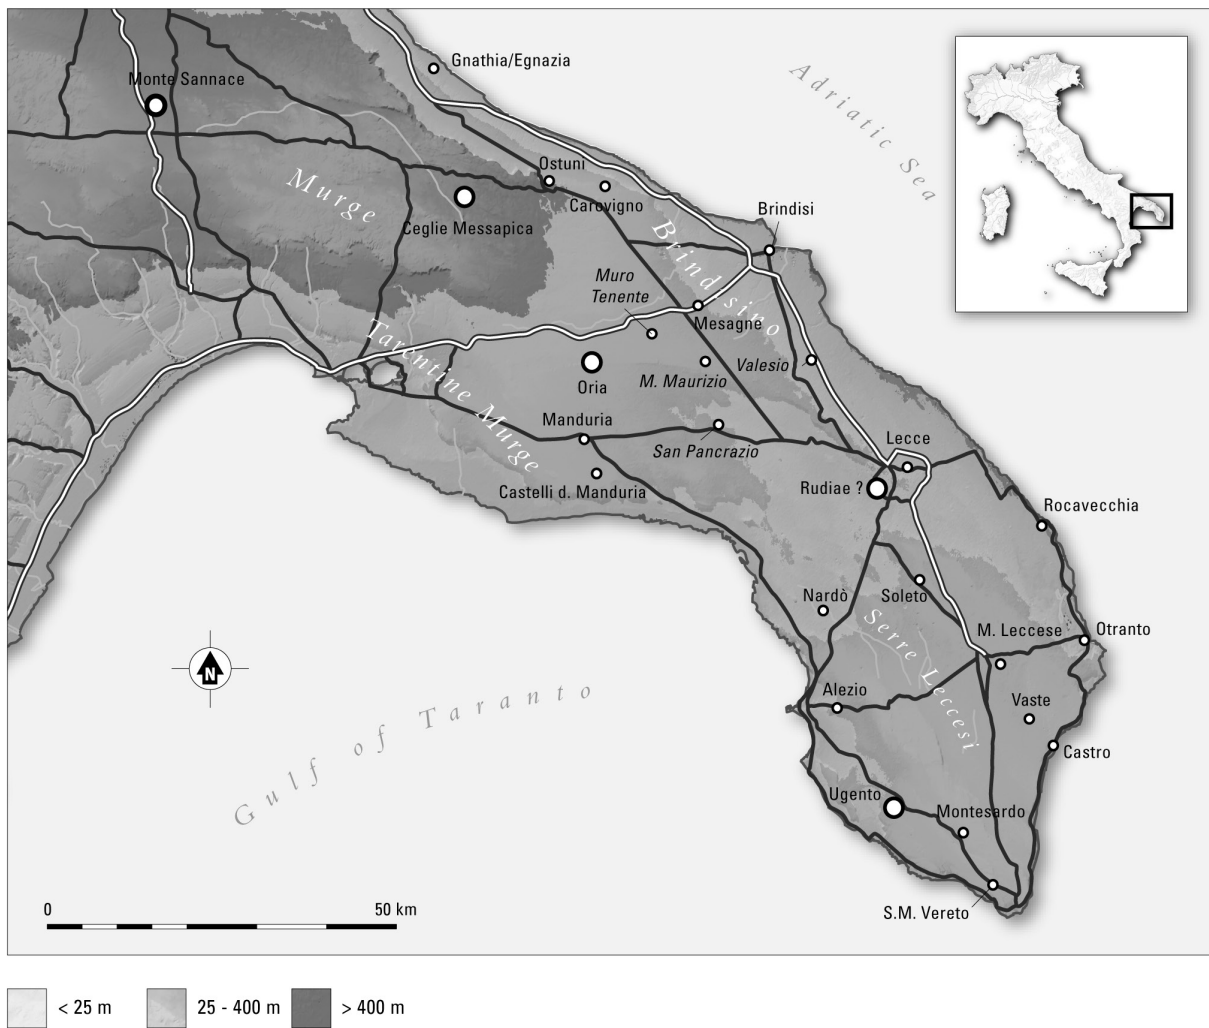 Gnathia/Egnazia
Adriatic Sea
Monte Sannace
Ostuni
Murge
Carovigno
Ceglie Messapica
Brindisi
Brindisino
Muro
Tenente
Mesagne
Tarentine Murge
Valesio
Oria
M. Maurizio
Manduria
San Pancrazio
Lecce
Castelli d. Manduria
Rudiae ?
Rocavecchia
Nardò
Soleto
Serre Leccesi
M. Leccese
Otranto
N
Alezio
Vaste
Gulf of Taranto
Castro
Ugento
Montesardo
S.M. Vereto
0 50 km
< 25 m 25 - 400 m > 400 m